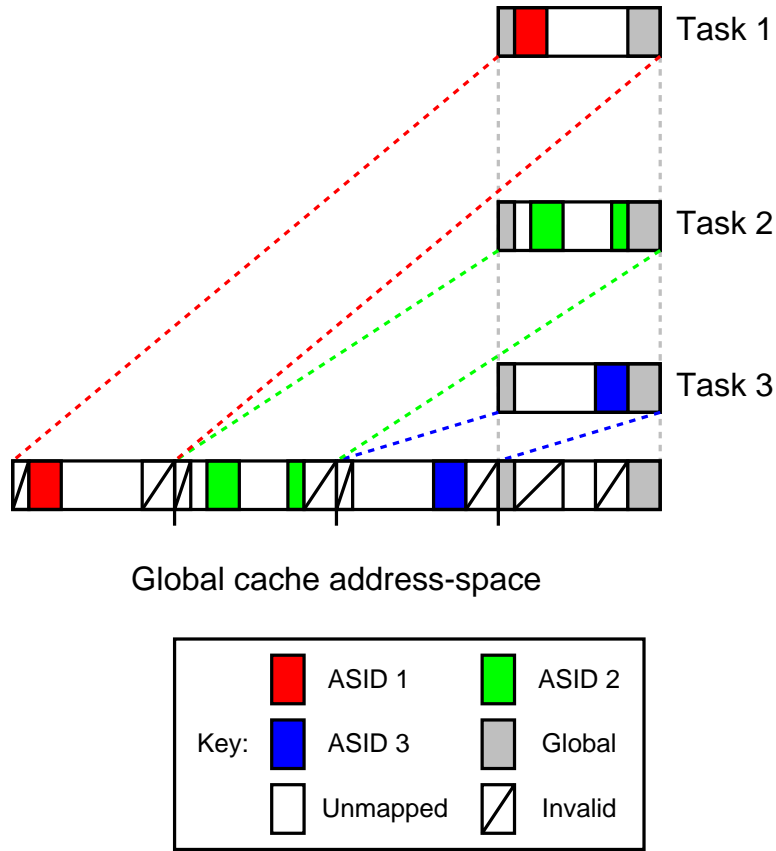 Task 1
Task 2
Task 3
Global cache address-space
ASID 1
ASID 2
Key:
ASID 3
Global
Unmapped
Invalid